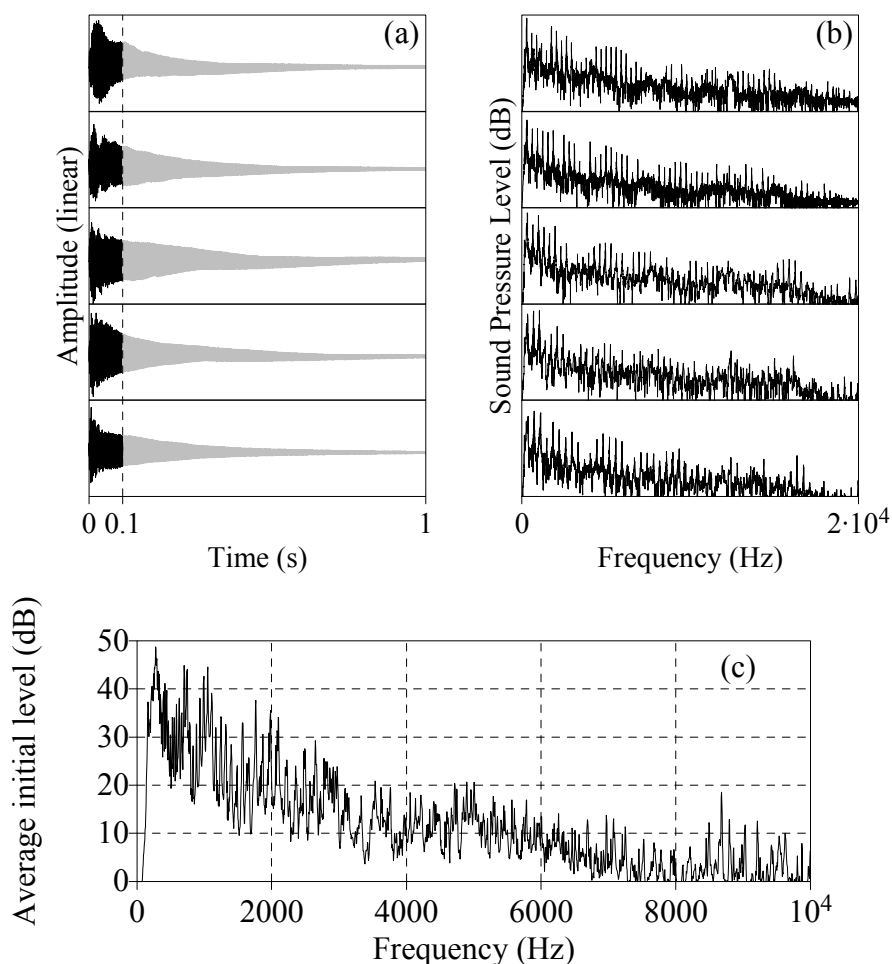 (a)
Amplitude (linear)
0 0.1 1
Time (s)
(b)
Sound Pressure Level (dB)
0 2·10⁴
Frequency (Hz)
(c)
Average initial level (dB)
50
40
30
20
10
0
0 2000 4000 6000 8000 10⁴
Frequency (Hz)